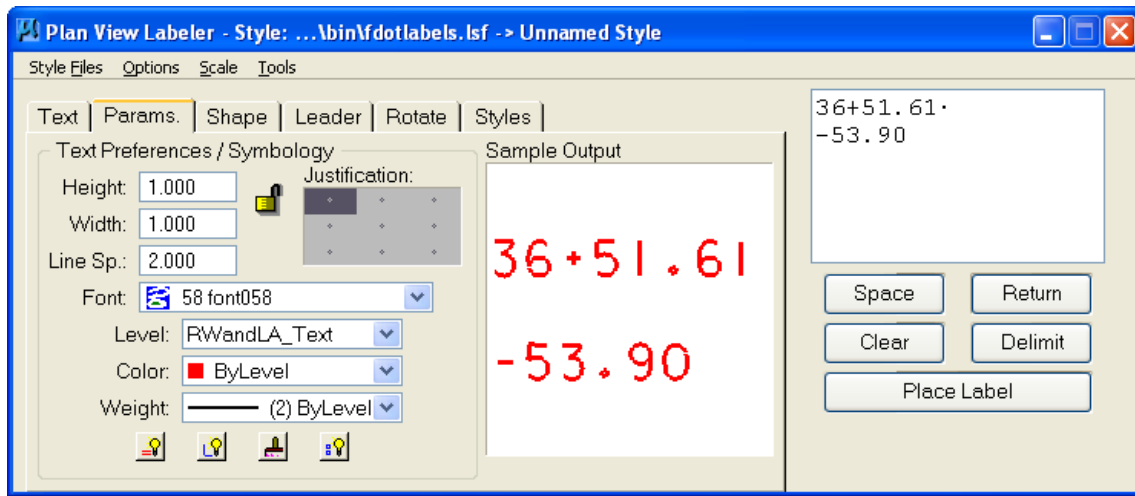 Plan View Labeler - Style: ...\bin\fdotlabels.lsf -> Unnamed Style
Style Files Options Scale Tools
Text Params. Shape Leader Rotate Styles
Text Preferences / Symbology
Height: 1.000
Justification:
Width: 1.000
Line Sp.: 2.000
Font: 58 font058
Level: RWandLA_Text
Color: ByLevel
Weight: (2) ByLevel
Sample Output
36+51.61
-53.90
36+51.61·
-53.90
Space Return
Clear Delimit
Place Label